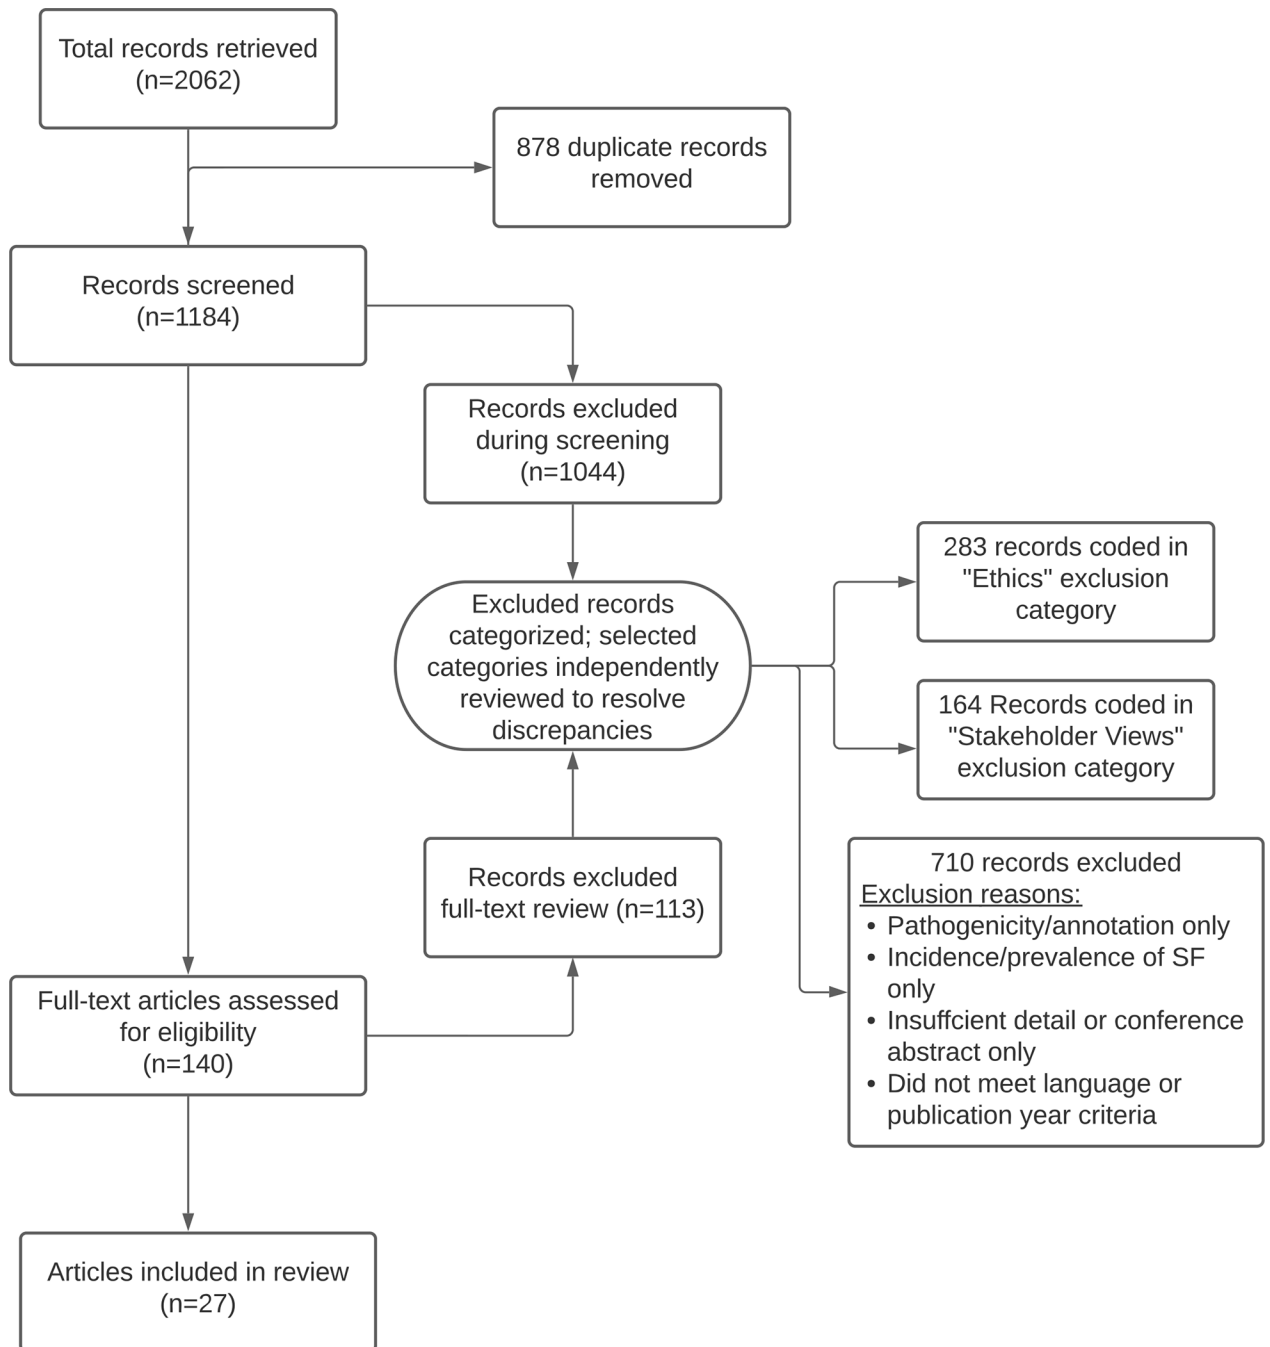 Total records retrieved
(n=2062)
878 duplicate records
removed
Records screened
(n=1184)
Records excluded
during screening
(n=1044)
Excluded records
categorized; selected
categories independently
reviewed to resolve
discrepancies
283 records coded in
"Ethics" exclusion
category
164 Records coded in
"Stakeholder Views"
exclusion category
710 records excluded
Exclusion reasons:
• Pathogenicity/annotation only
• Incidence/prevalence of SF
only
• Insuffcient detail or conference
abstract only
• Did not meet language or
publication year criteria
Records excluded
full-text review (n=113)
Full-text articles assessed
for eligibility
(n=140)
Articles included in review
(n=27)